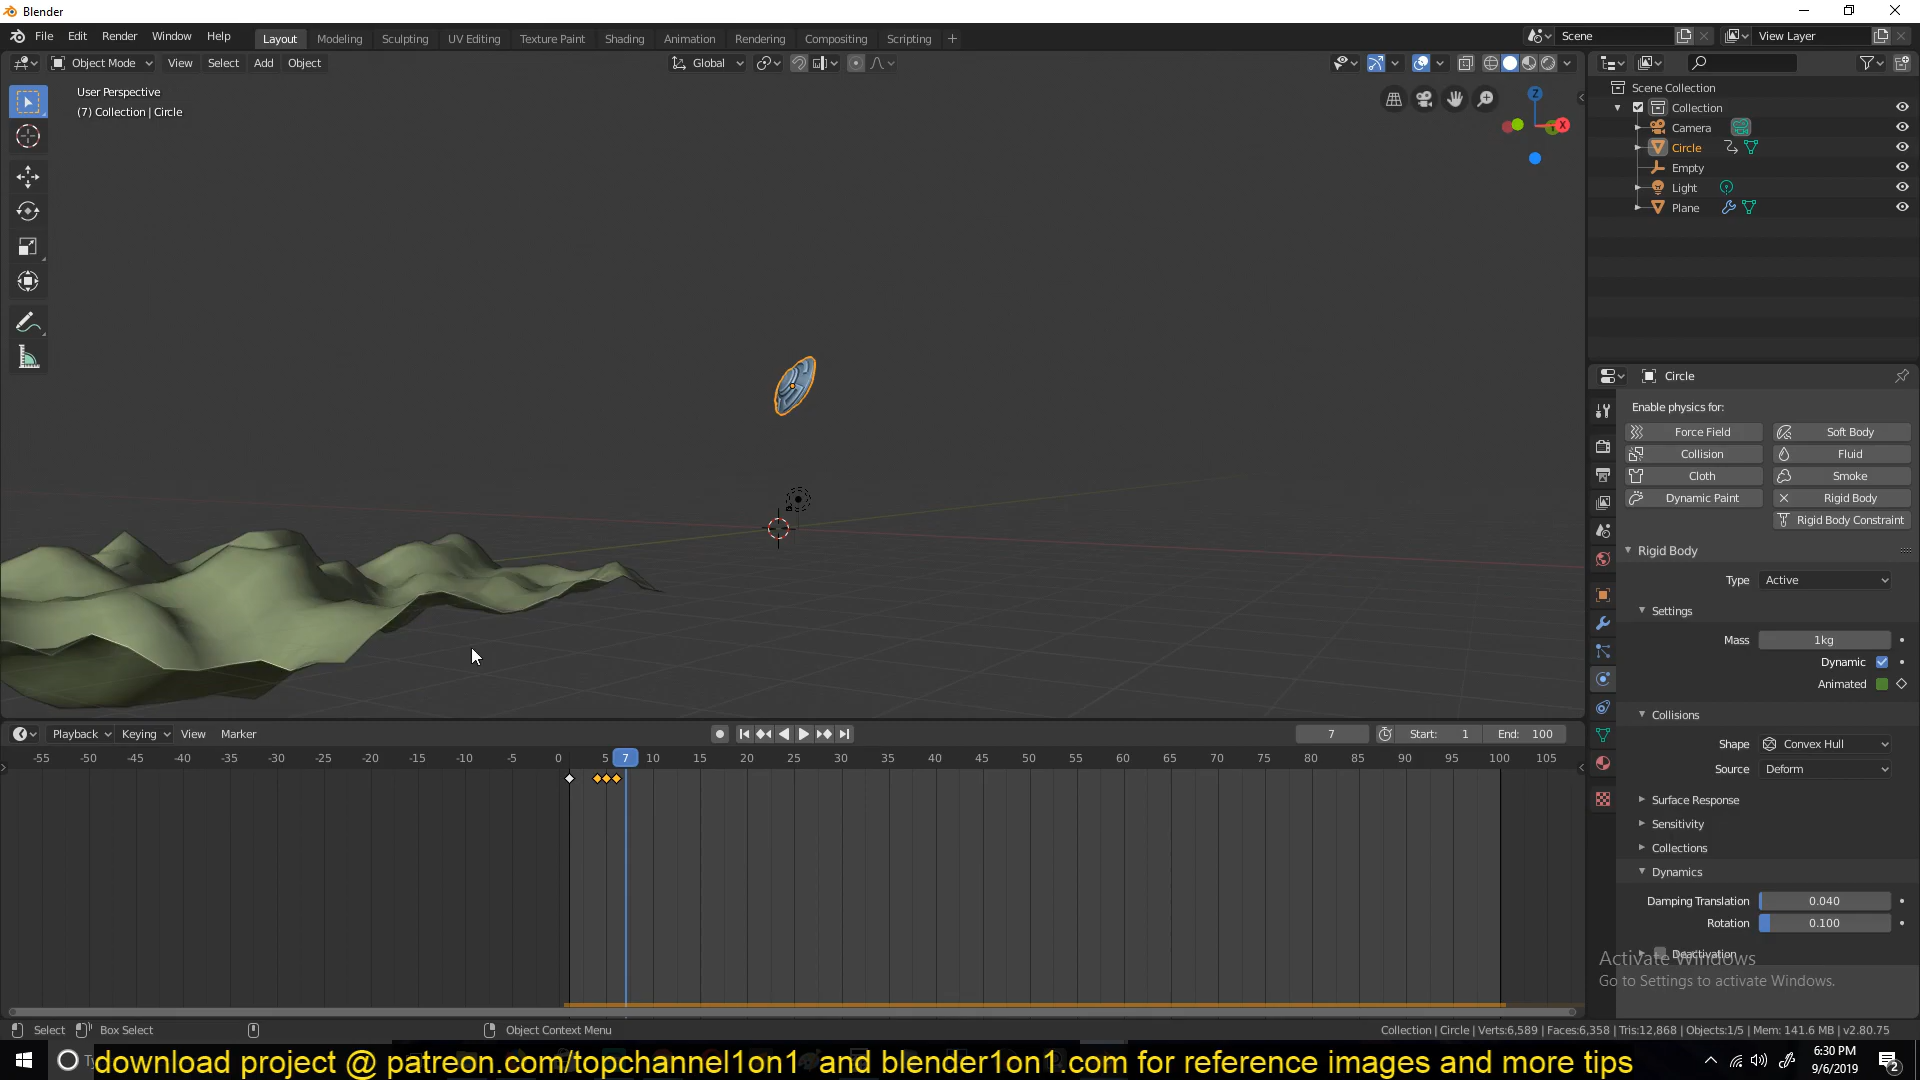 Blender
File Edit Render Window Help
Layout Modeling Sculpting UV Editing Texture Paint Shading Animation Rendering Compositing Scripting +
Scene
View Layer
Object Mode View Select Add Object
Global
User Perspective
(7) Collection | Circle
Z
X
Scene Collection
Collection
Camera
Circle
Empty
Light
Plane
Circle
Enable physics for:
Force Field Soft Body
Collision Fluid
Cloth Smoke
Dynamic Paint Rigid Body
Rigid Body Constraint
Rigid Body
Type Active
Settings
Mass 1kg
Dynamic
Animated
Collisions
Shape Convex Hull
Source Deform
Surface Response
Sensitivity
Collections
Dynamics
Damping Translation 0.040
Rotation 0.100
Deactivation
Activate Windows
Go to Settings to activate Windows.
Playback Keying View Marker
7 Start: 1 End: 100
-55 -50 -45 -40 -35 -30 -25 -20 -15 -10 -5 0 5 7 10 15 20 25 30 35 40 45 50 55 60 65 70 75 80 85 90 95 100 105
Select Box Select Object Context Menu
Collection | Circle | Verts:6,589 | Faces:6,358 | Tris:12,868 | Objects:1/5 | Mem: 141.6 MB | v2.80.75
download project @ patreon.com/topchannel1on1 and blender1on1.com for reference images and more tips
6:30 PM
9/6/2019
2